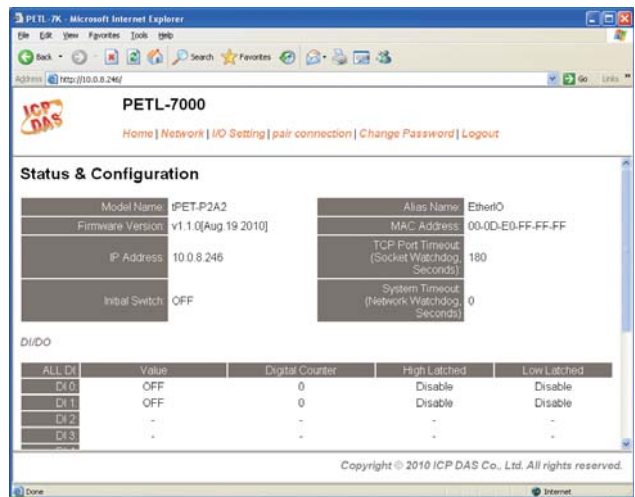 PETL-7K - Microsoft Internet Explorer
File Edit View Favorites Tools Help
Back Search Favorites
Address http://10.0.8.246/ Go Links
ICP DAS
PETL-7000
Home | Network | I/O Setting | pair connection | Change Password | Logout
Status & Configuration
Model Name: tPET-P2A2 Alias Name: EtherIO
Firmware Version: v1.1.0[Aug.19 2010] MAC Address: 00-0D-E0-FF-FF-FF
IP Address: 10.0.8.246 TCP Port Timeout: (Socket Watchdog, Seconds): 180
Initial Switch: OFF System Timeout: (Network Watchdog, Seconds): 0
DI/DO
ALL DI Value Digital Counter High Latched Low Latched
DI 0: OFF 0 Disable Disable
DI 1: OFF 0 Disable Disable
DI 2: - - - -
DI 3: - - - -
Copyright © 2010 ICP DAS Co., Ltd. All rights reserved.
Done Internet